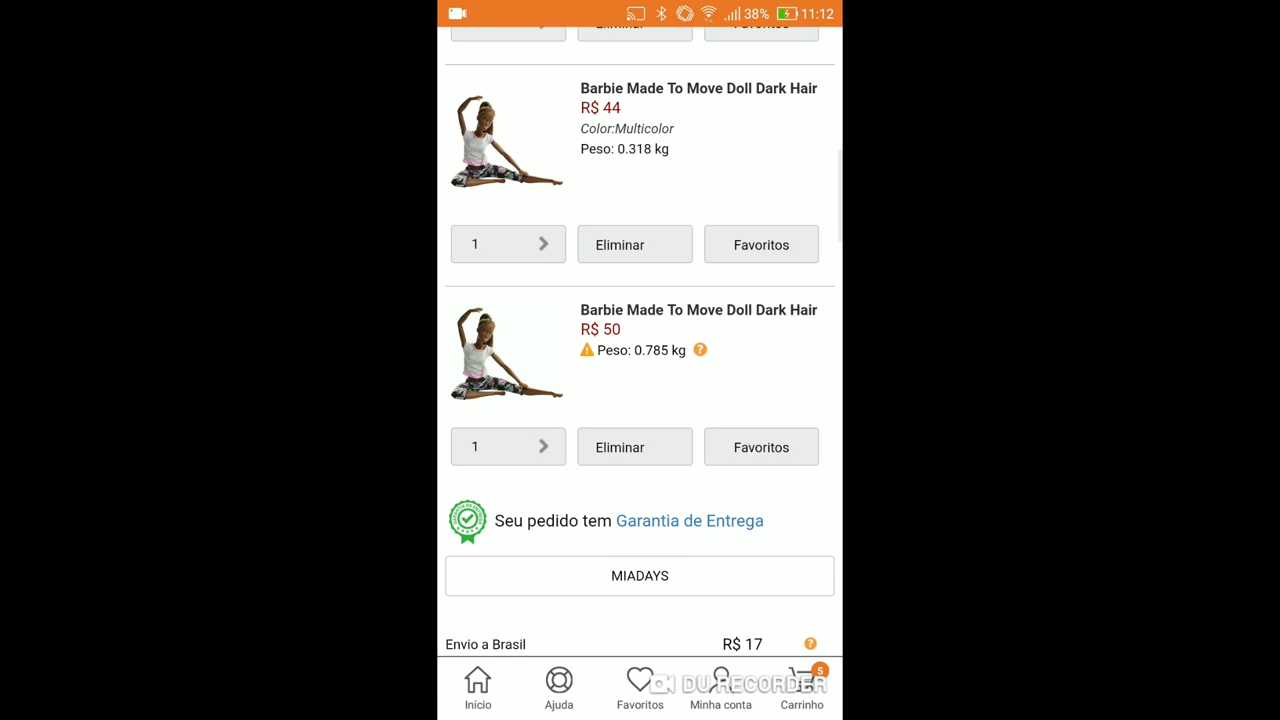 38% 11:12
Eliminar Favoritos
Barbie Made To Move Doll Dark Hair
R$ 44
Color:Multicolor
Peso: 0.318 kg
1 Eliminar Favoritos
Barbie Made To Move Doll Dark Hair
R$ 50
Peso: 0.785 kg ?
1 Eliminar Favoritos
Seu pedido tem Garantia de Entrega
MIADAYS
Envio a Brasil R$ 17 ?
5
DU RECORDER
Início Ajuda Favoritos Minha conta Carrinho